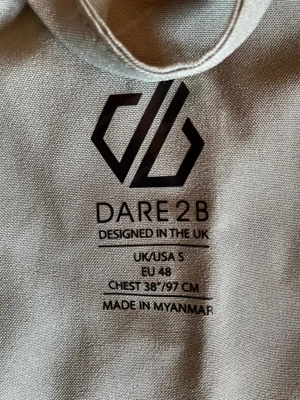 DARE 2B
DESIGNED IN THE UK
UK/USA S
EU 48
CHEST 38"/97 CM
MADE IN MYANMAR